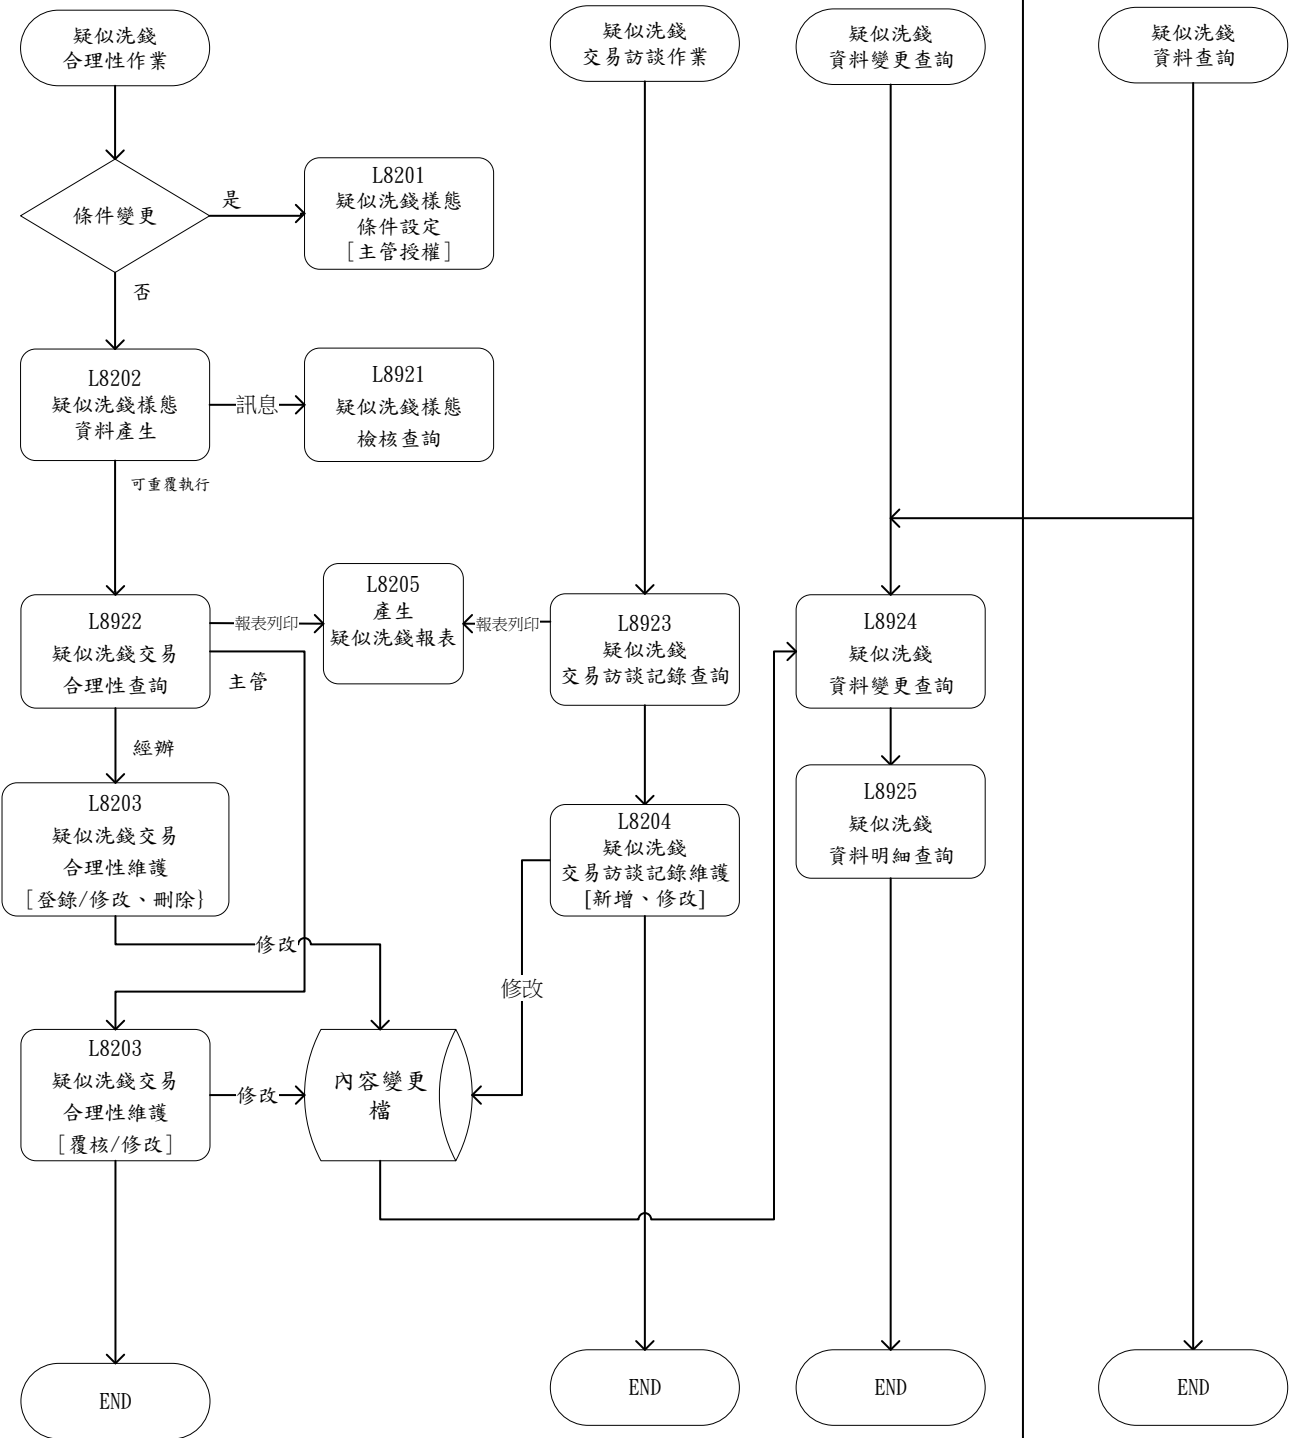 疑似洗錢
合理性作業
疑似洗錢
交易訪談作業
疑似洗錢
資料變更查詢
疑似洗錢
資料查詢
條件變更
是
L8201
疑似洗錢樣態
條件設定
[主管授權]
否
L8202
疑似洗錢樣態
資料產生
訊息
L8921
疑似洗錢樣態
檢核查詢
可重覆執行
L8922
疑似洗錢交易
合理性查詢
報表列印
L8205
產生
疑似洗錢報表
報表列印
L8923
疑似洗錢
交易訪談記錄查詢
L8924
疑似洗錢
資料變更查詢
主管
經辦
L8203
疑似洗錢交易
合理性維護
[登錄/修改、刪除}
L8204
疑似洗錢
交易訪談記錄維護
[新增、修改]
L8925
疑似洗錢
資料明細查詢
修改
修改
L8203
疑似洗錢交易
合理性維護
[覆核/修改]
修改
內容變更
檔
END
END
END
END